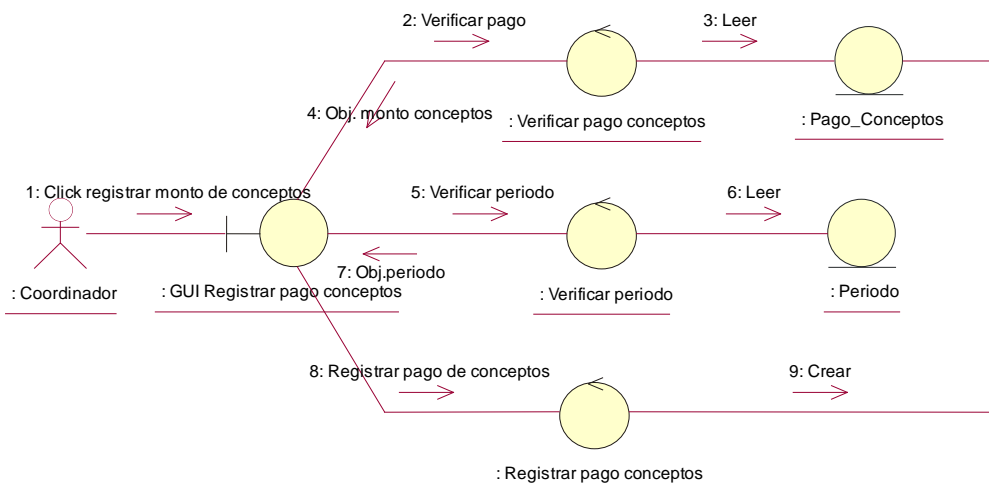 2: Verificar pago
3: Leer
4: Obj. monto conceptos
: Verificar pago conceptos
: Pago_Conceptos
1: Click registrar monto de conceptos
5: Verificar periodo
6: Leer
7: Obj.periodo
: Coordinador
: GUI Registrar pago conceptos
: Verificar periodo
: Periodo
8: Registrar pago de conceptos
9: Crear
: Registrar pago conceptos